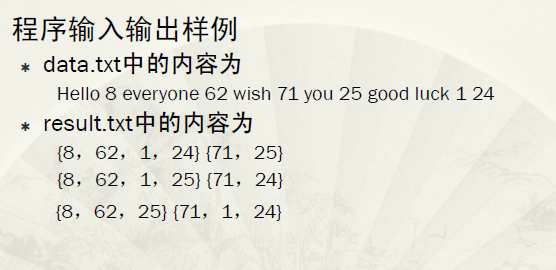 程序输入输出样例
* data.txt中的内容为
Hello 8 everyone 62 wish 71 you 25 good luck 1 24
* result.txt中的内容为
{8，62，1，24} {71，25}
{8，62，1，25} {71，24}
{8，62，25} {71，1，24}